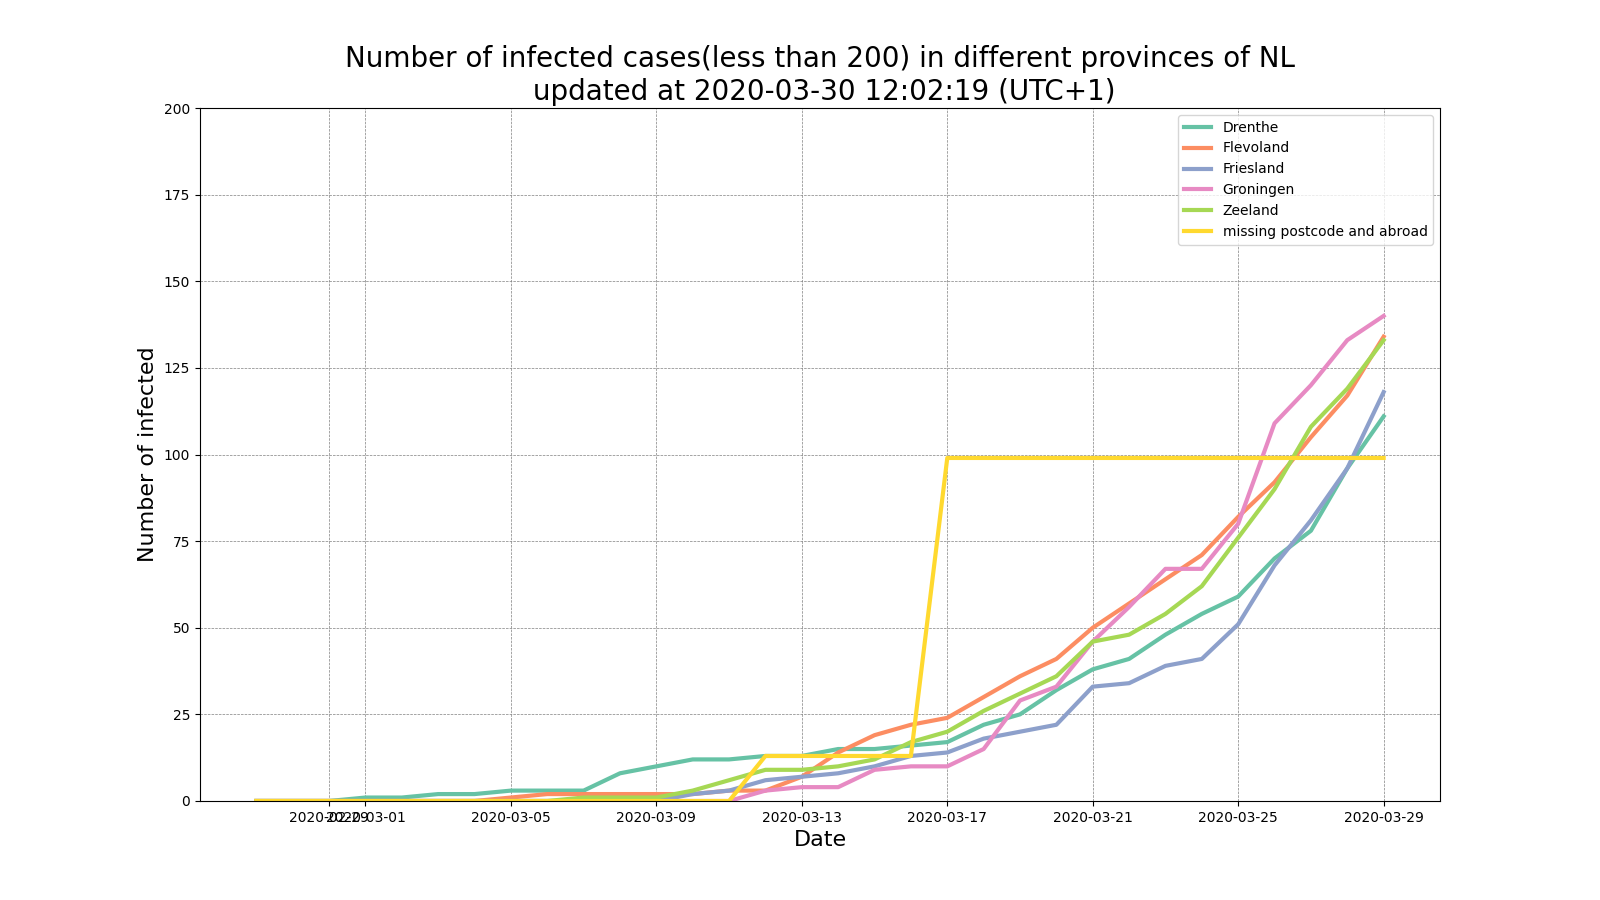 Number of infected cases(less than 200) in different provinces of NL
updated at 2020-03-30 12:02:19 (UTC+1)
200
175
150
125
100
75
50
25
0
Number of infected
Drenthe
Flevoland
Friesland
Groningen
Zeeland
missing postcode and abroad
2020-02-29 2020-03-01 2020-03-05 2020-03-09 2020-03-13 2020-03-17 2020-03-21 2020-03-25 2020-03-29
Date